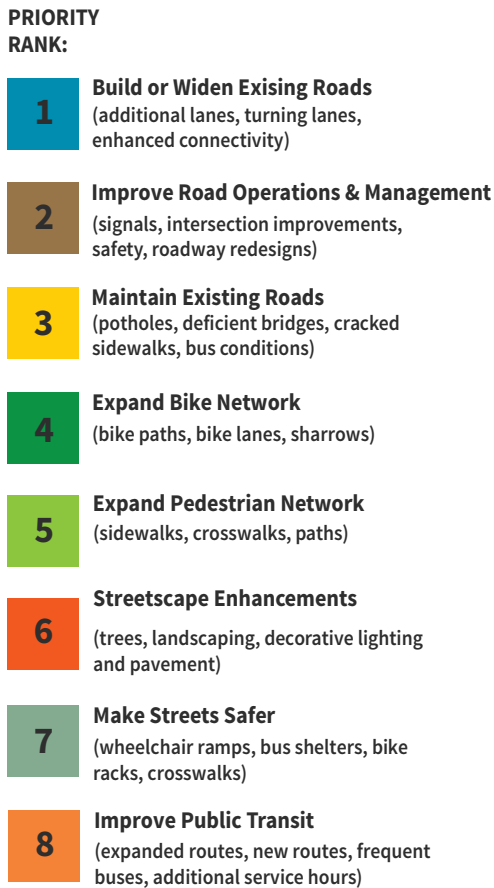 PRIORITY
RANK:
1
Build or Widen Exising Roads
(additional lanes, turning lanes,
enhanced connectivity)
2
Improve Road Operations & Management
(signals, intersection improvements,
safety, roadway redesigns)
3
Maintain Existing Roads
(potholes, deficient bridges, cracked
sidewalks, bus conditions)
4
Expand Bike Network
(bike paths, bike lanes, sharrows)
5
Expand Pedestrian Network
(sidewalks, crosswalks, paths)
6
Streetscape Enhancements
(trees, landscaping, decorative lighting
and pavement)
7
Make Streets Safer
(wheelchair ramps, bus shelters, bike
racks, crosswalks)
8
Improve Public Transit
(expanded routes, new routes, frequent
buses, additional service hours)